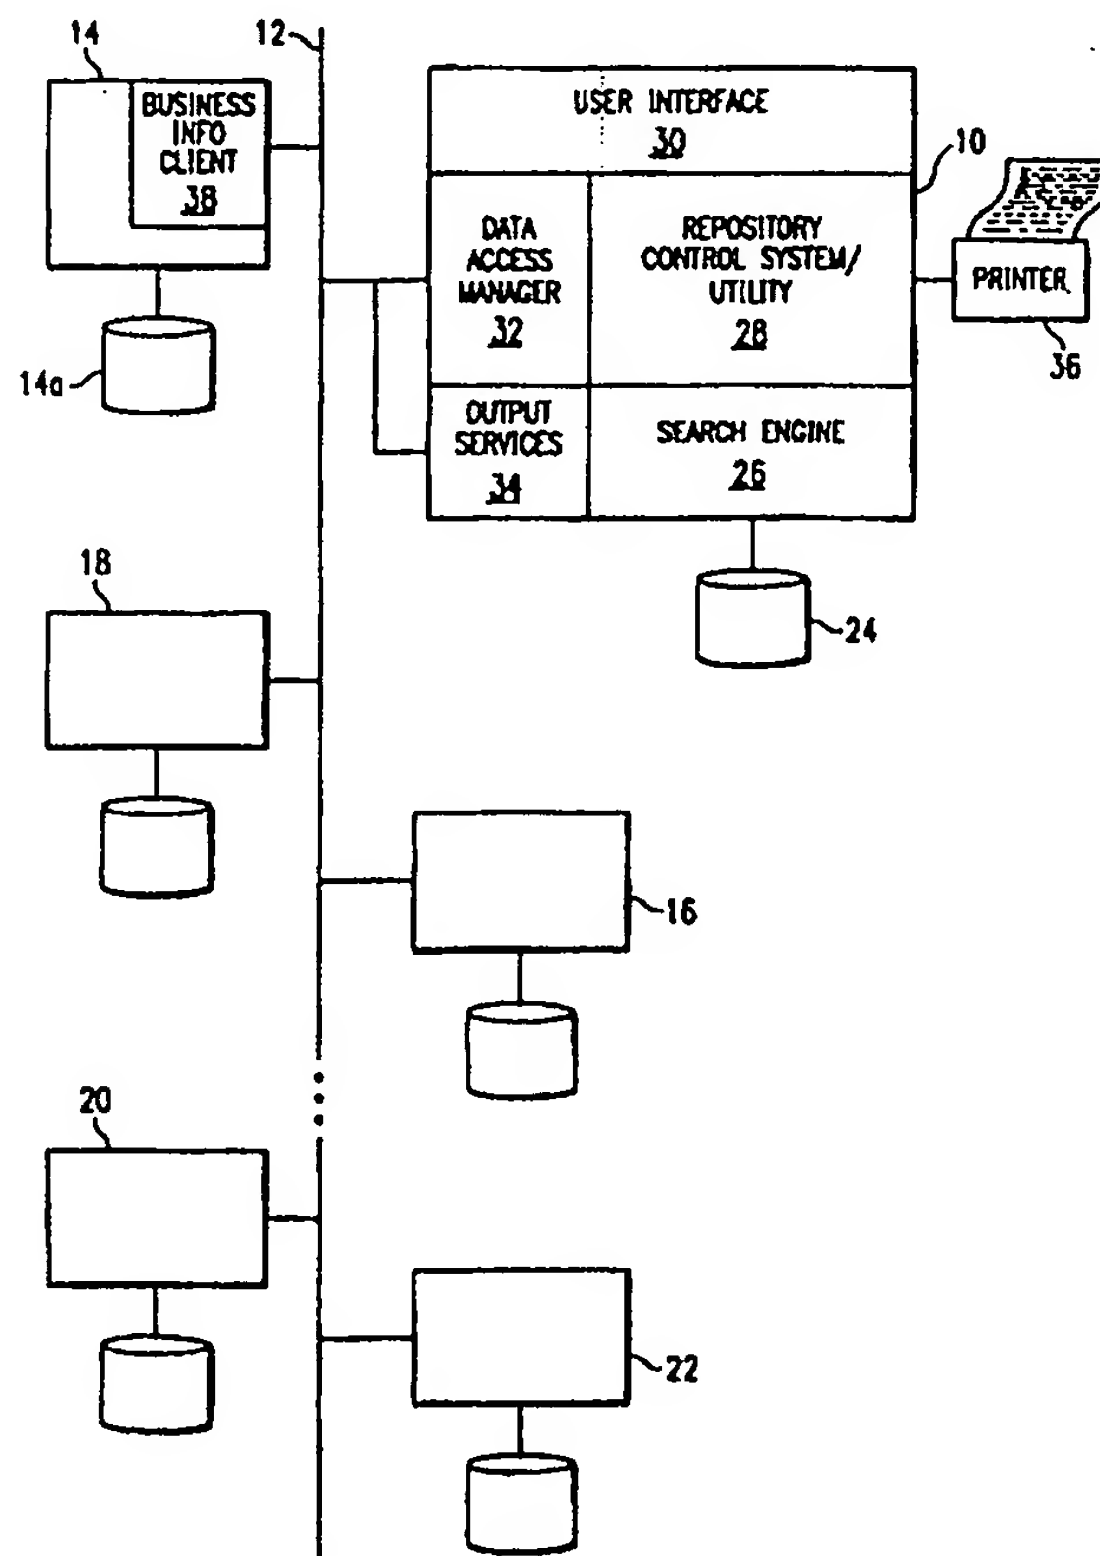 14
12
BUSINESS
INFO
CLIENT
38
USER INTERFACE
30
10
DATA
ACCESS
MANAGER
32
REPOSITORY
CONTROL SYSTEM/
UTILITY
28
PRINTER
36
14a
OUTPUT
SERVICES
34
SEARCH ENGINE
26
18
24
16
20
22